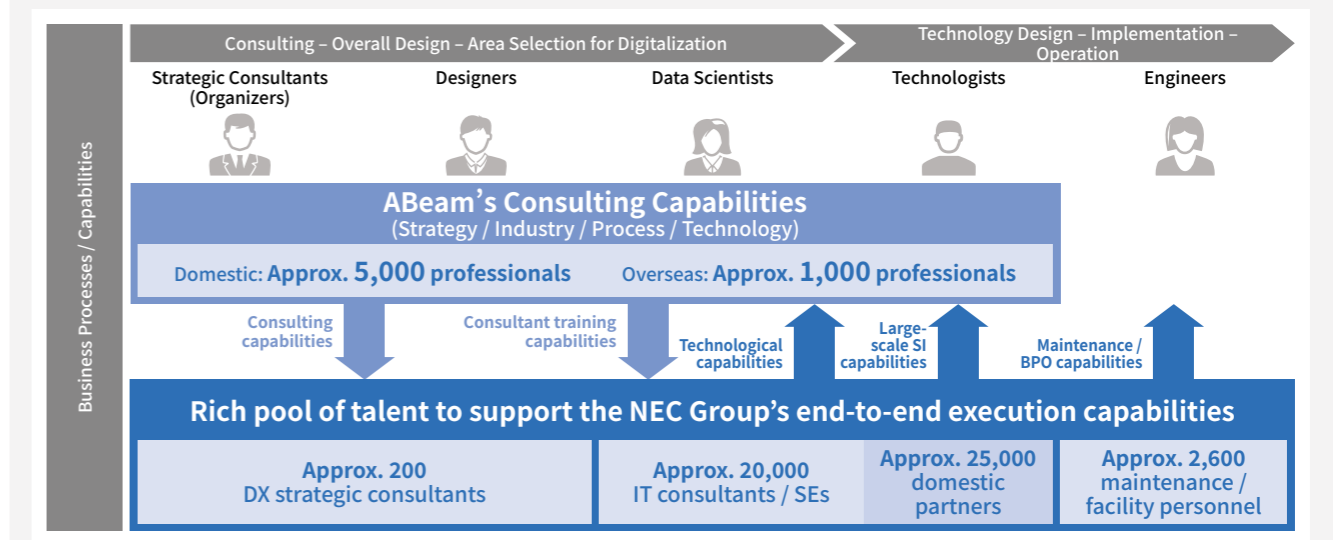 Business Processes / Capabilities
Consulting – Overall Design – Area Selection for Digitalization
Technology Design – Implementation –
Operation
Strategic Consultants
(Organizers)
Designers
Data Scientists
Technologists
Engineers
ABeam’s Consulting Capabilities
(Strategy / Industry / Process / Technology)
Domestic: Approx. 5,000 professionals
Overseas: Approx. 1,000 professionals
Consulting
capabilities
Consultant training
capabilities
Technological
capabilities
Large-
scale SI
capabilities
Maintenance /
BPO capabilities
Rich pool of talent to support the NEC Group’s end-to-end execution capabilities
Approx. 200
DX strategic consultants
Approx. 20,000
IT consultants / SEs
Approx. 25,000
domestic
partners
Approx. 2,600
maintenance /
facility personnel